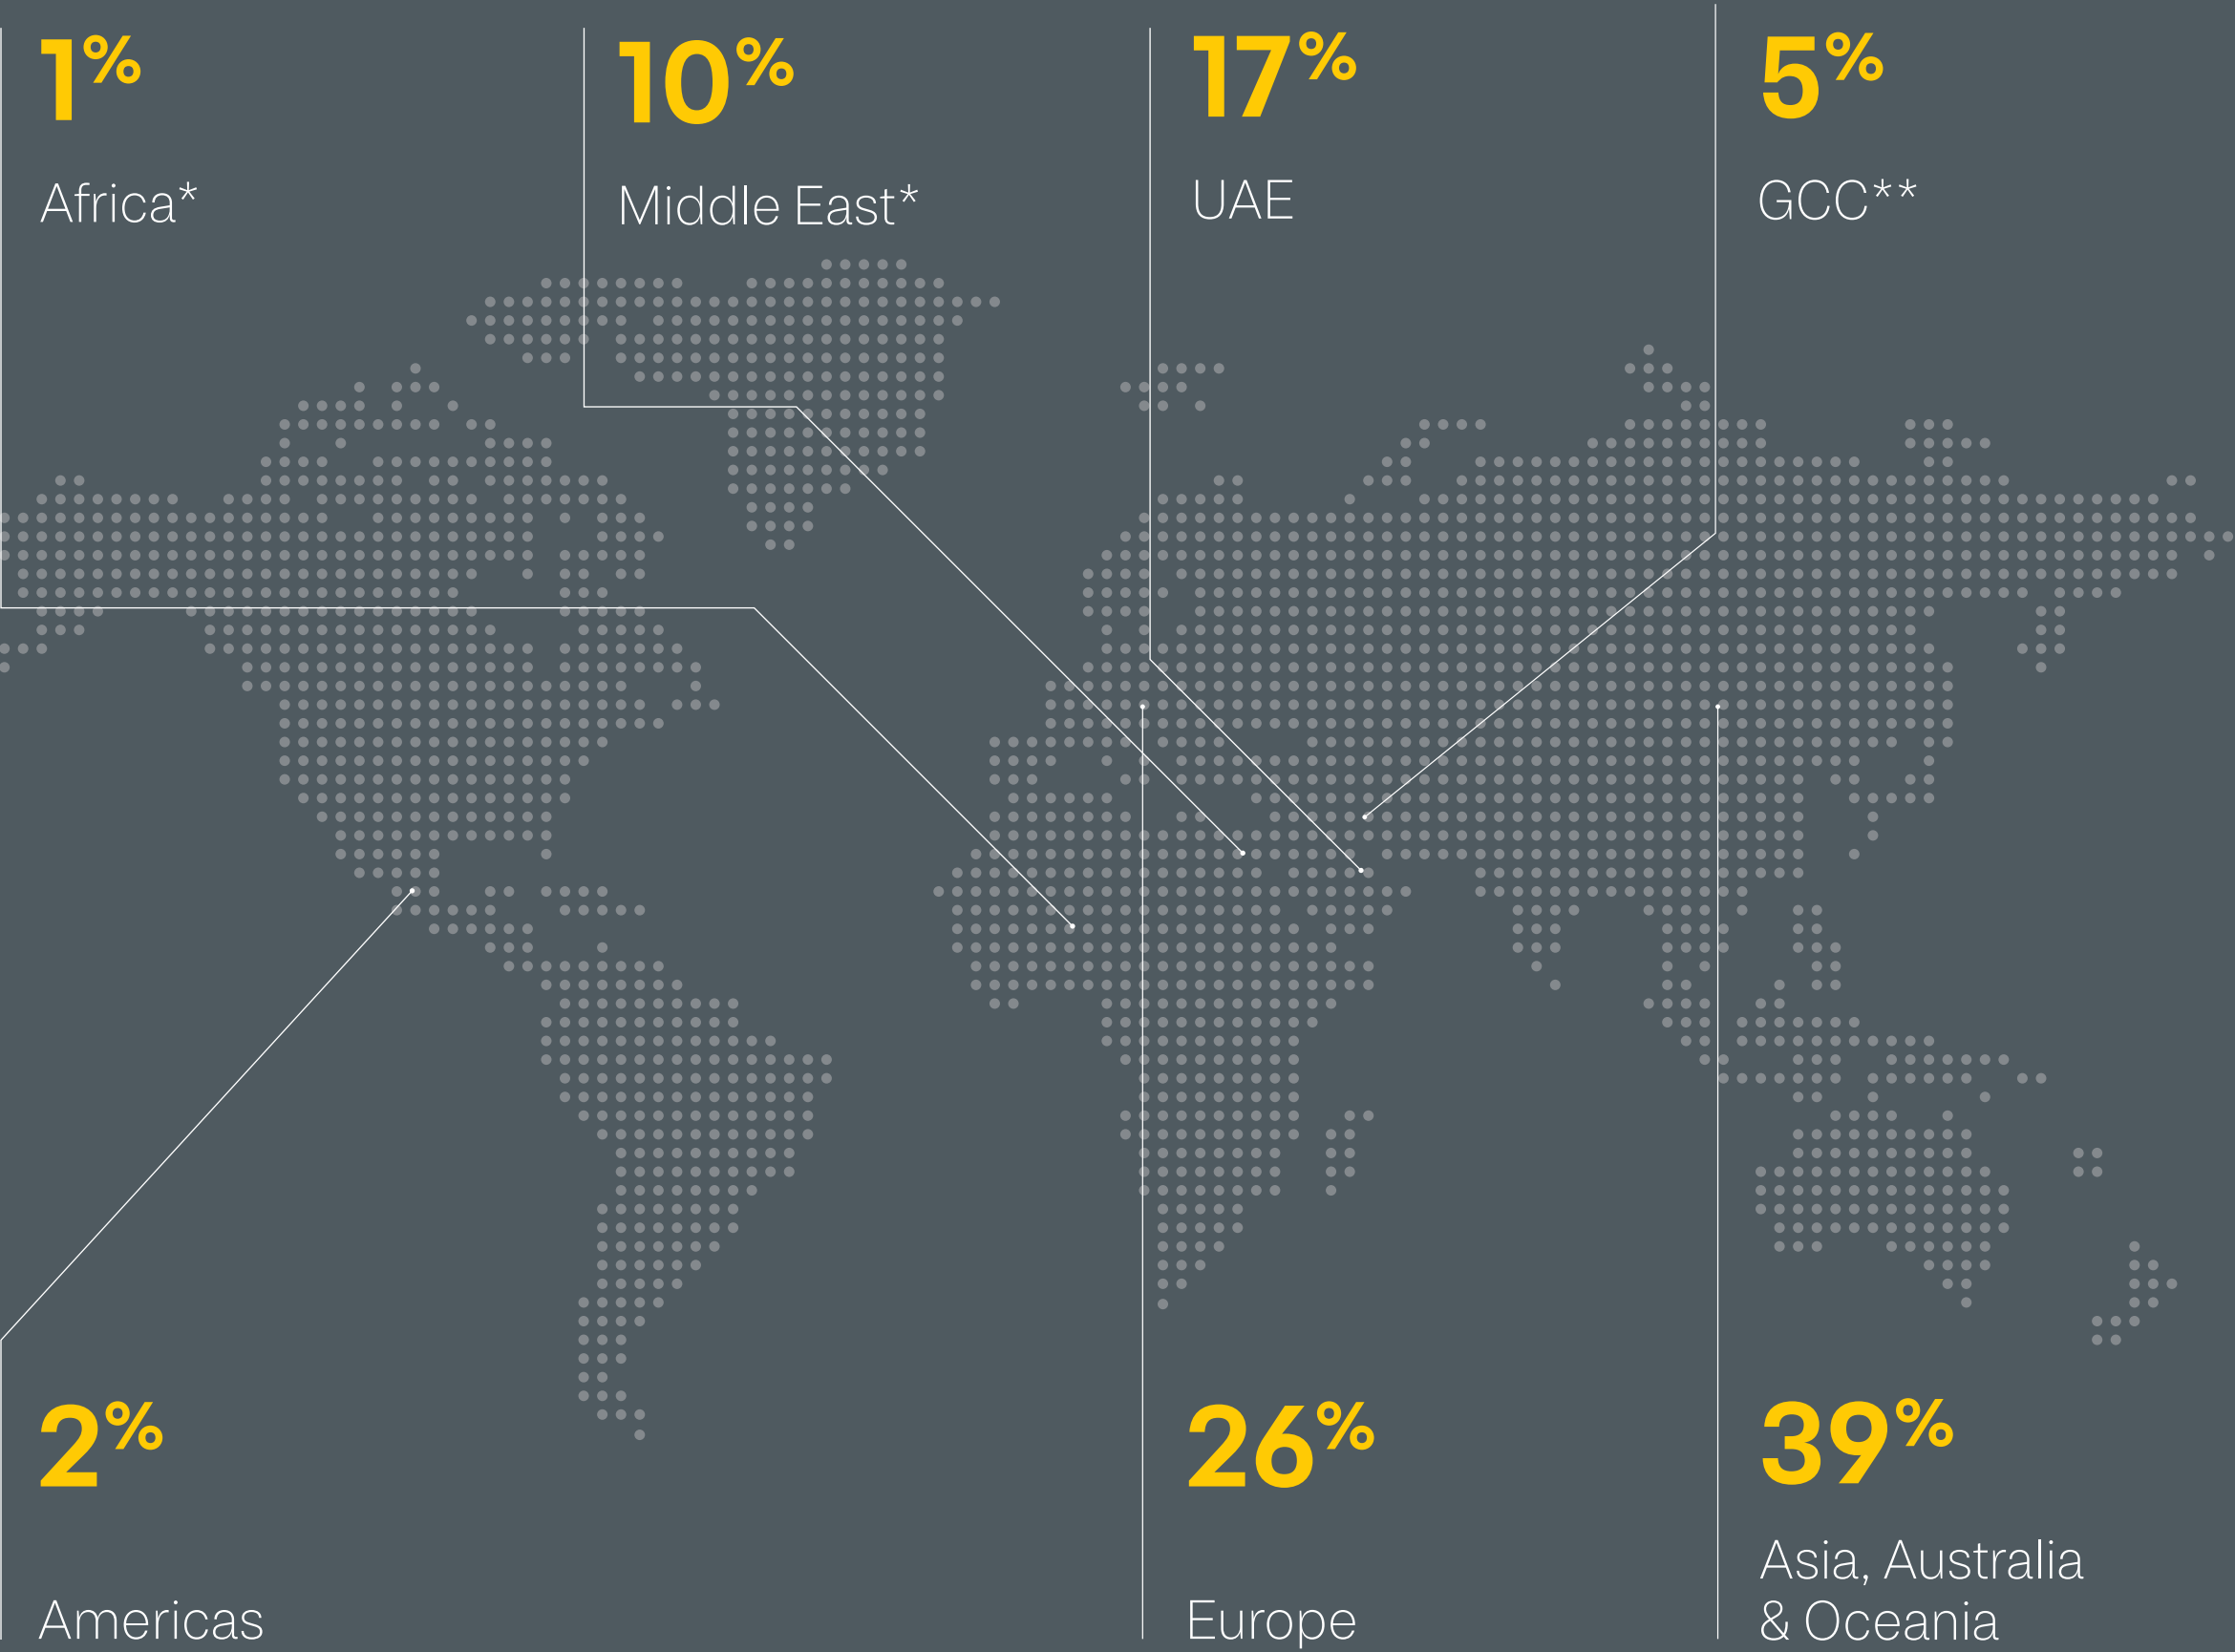 1%
Africa*
10%
Middle East*
17%
UAE
5%
GCC**
2%
Americas
26%
Europe
39%
Asia, Australia
& Oceania